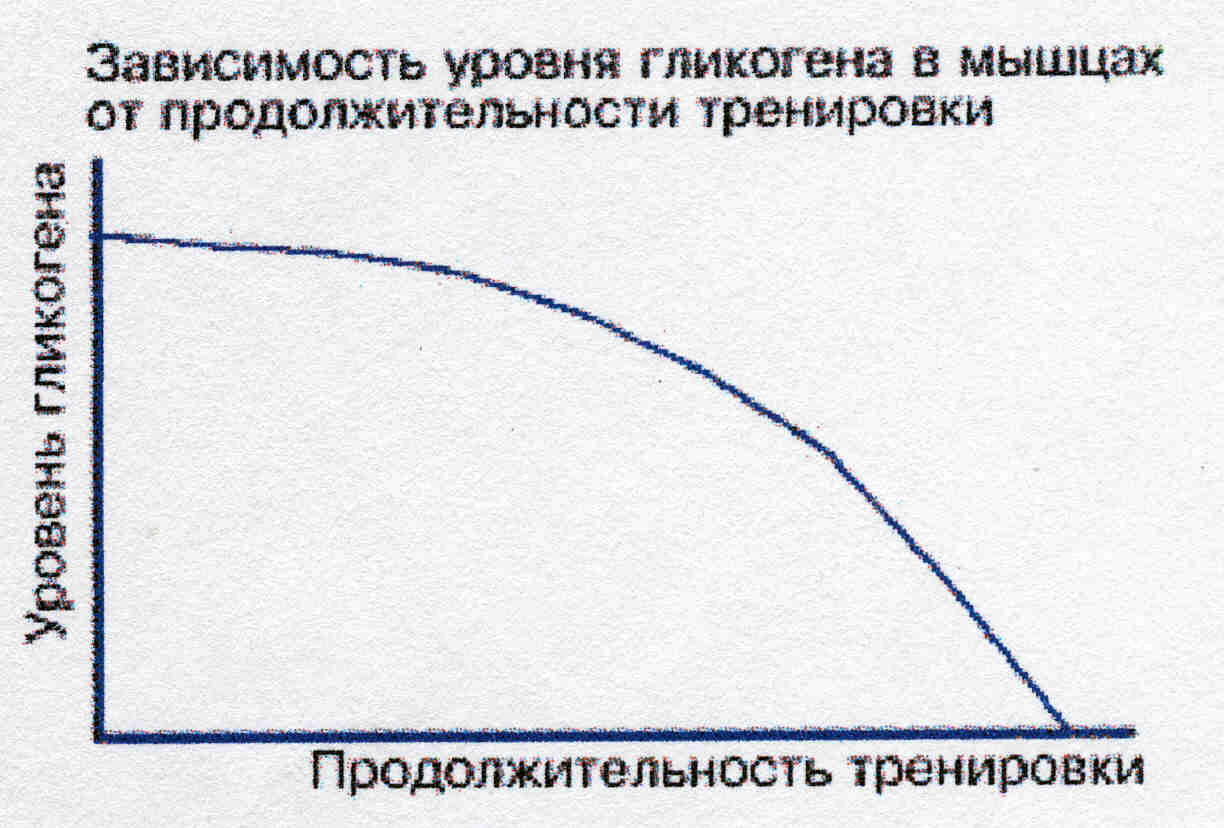 Зависимость уровня гликогена в мышцах
от продолжительности тренировки
Уровень гликогена
Продолжительность тренировки